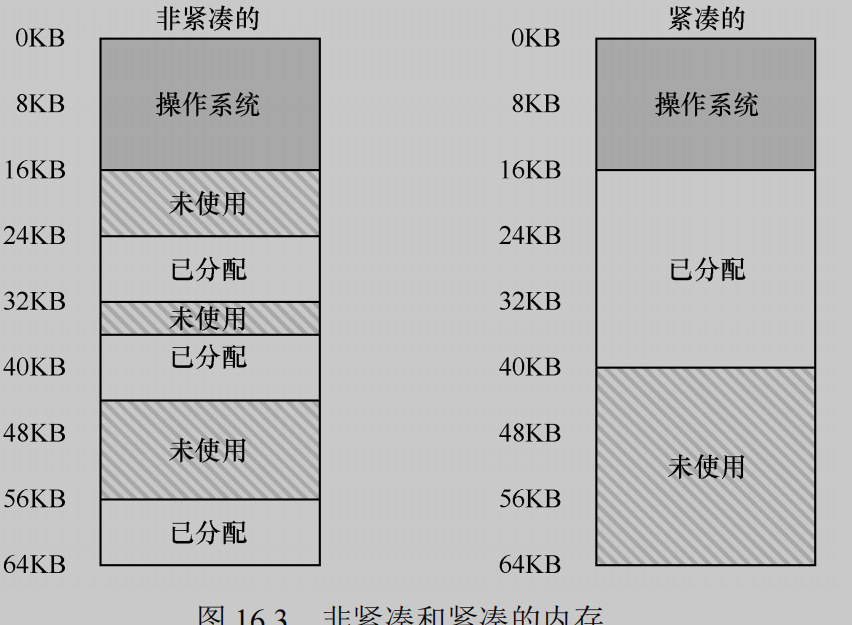 非紧凑的
0KB
8KB
操作系统
16KB
未使用
24KB
已分配
32KB
未使用
已分配
40KB
48KB
未使用
56KB
已分配
64KB
紧凑的
0KB
8KB
操作系统
16KB
24KB
已分配
32KB
40KB
48KB
未使用
56KB
64KB
图 16.3 非紧凑和紧凑的内存